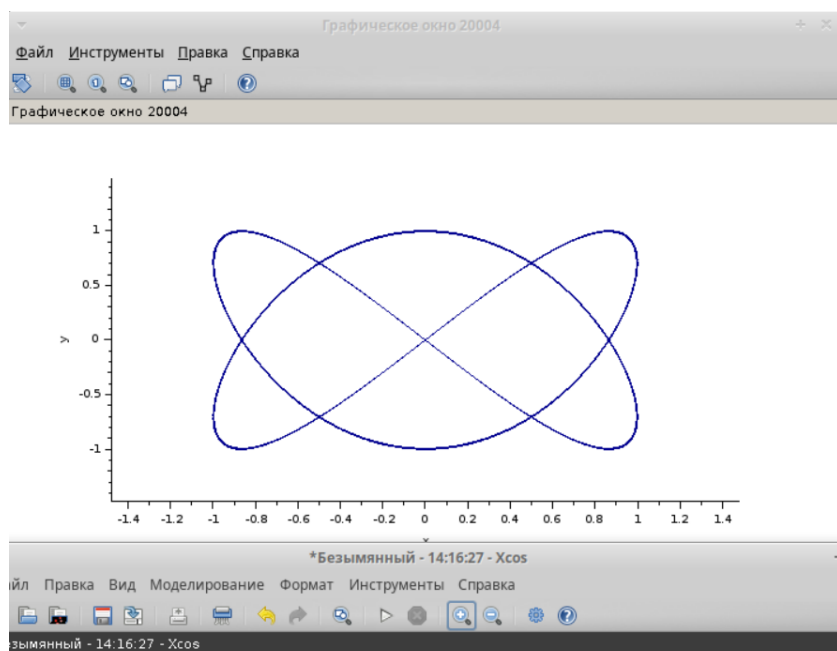 Графическое окно 20004
Файл Инструменты Правка Справка
Графическое окно 20004
1
0.5
0
-0.5
-1
y
-1.4 -1.2 -1 -0.8 -0.6 -0.4 -0.2 0 0.2 0.4 0.6 0.8 1 1.2 1.4
*Безымянный - 14:16:27 - Xcos
йл Правка Вид Моделирование Формат Инструменты Справка
езымянный - 14:16:27 - Xcos